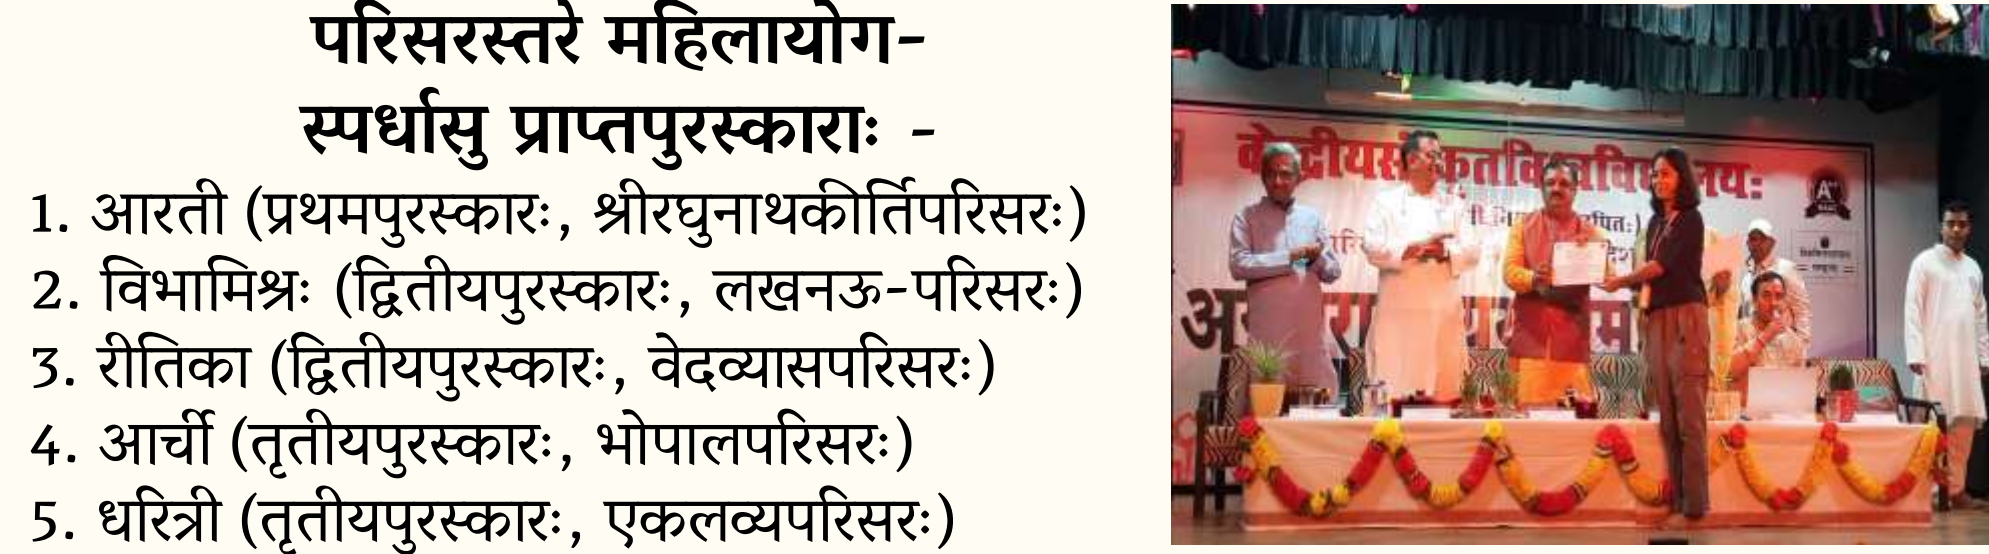 परिसरस्तरे महिलायोग-
स्पर्धासु प्राप्तपुरस्काराः -
1. आरती (प्रथमपुरस्कारः, श्रीरघुनाथकीर्तिपरिसरः)
2. विभामिश्रः (द्वितीयपुरस्कारः, लखनऊ-परिसरः)
3. रीतिका (द्वितीयपुरस्कारः, वेदव्यासपरिसरः)
4. आर्ची (तृतीयपुरस्कारः, भोपालपरिसरः)
5. धरित्री (तृतीयपुरस्कारः, एकलव्यपरिसरः)